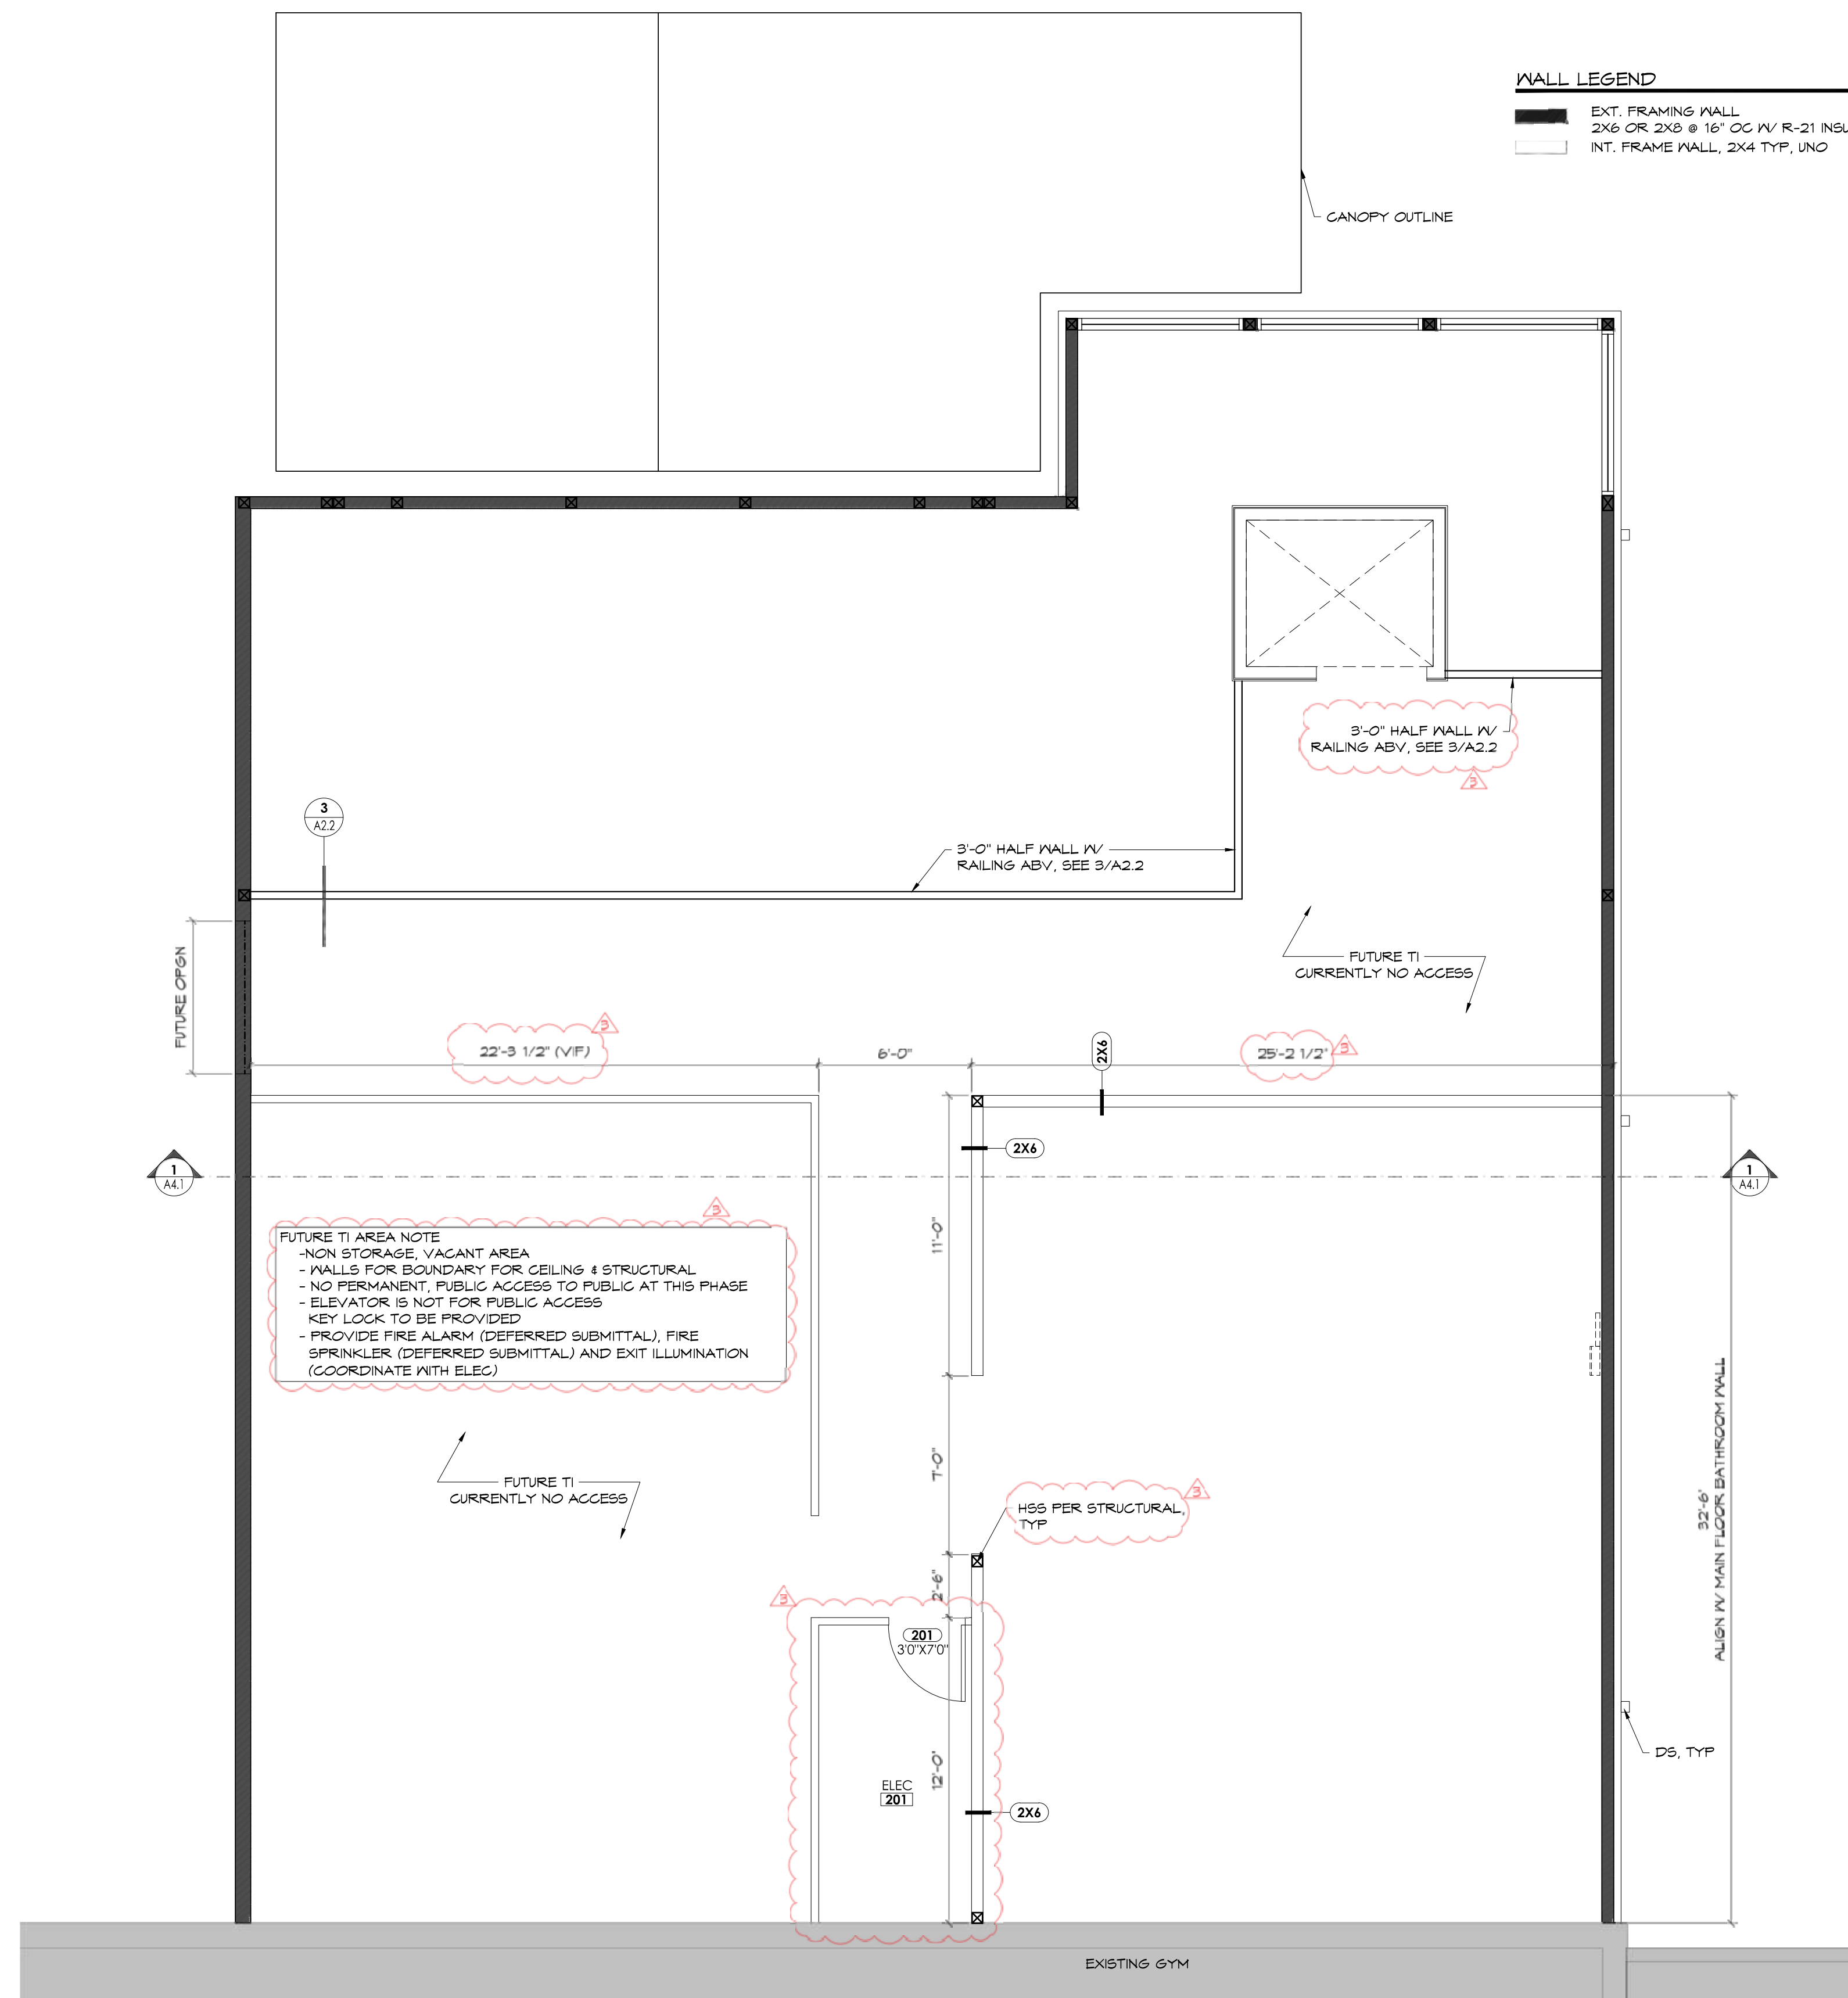 WALL LEGEND
EXT. FRAMING WALL
2X6 OR 2X8 @ 16" OC W/ R-21 INSU
INT. FRAME WALL, 2X4 TYP, UNO
CANOPY OUTLINE
3'-0" HALF WALL W/
RAILING ABV, SEE 3/A2.2
3
3
A2.2
3'-0" HALF WALL W/
RAILING ABV, SEE 3/A2.2
FUTURE OPGN
FUTURE TI
CURRENTLY NO ACCESS
22'-3 1/2" (VIF)
3
6'-0"
2X6
25'-2 1/2"
3
2X6
1
A4.1
1
A4.1
3
FUTURE TI AREA NOTE
-NON STORAGE, VACANT AREA
- WALLS FOR BOUNDARY FOR CEILING & STRUCTURAL
- NO PERMANENT, PUBLIC ACCESS TO PUBLIC AT THIS PHASE
- ELEVATOR IS NOT FOR PUBLIC ACCESS
KEY LOCK TO BE PROVIDED
- PROVIDE FIRE ALARM (DEFERRED SUBMITTAL), FIRE
SPRINKLER (DEFERRED SUBMITTAL) AND EXIT ILLUMINATION
(COORDINATE WITH ELEC)
11'-0"
FUTURE TI
CURRENTLY NO ACCESS
7'-0"
HSS PER STRUCTURAL,
TYP
3
32'-6"
ALIGN W/ MAIN FLOOR BATHROOM WALL
2'-6"
3
201
3'0"X7'0"
12'-0"
ELEC
201
2X6
DS, TYP
EXISTING GYM